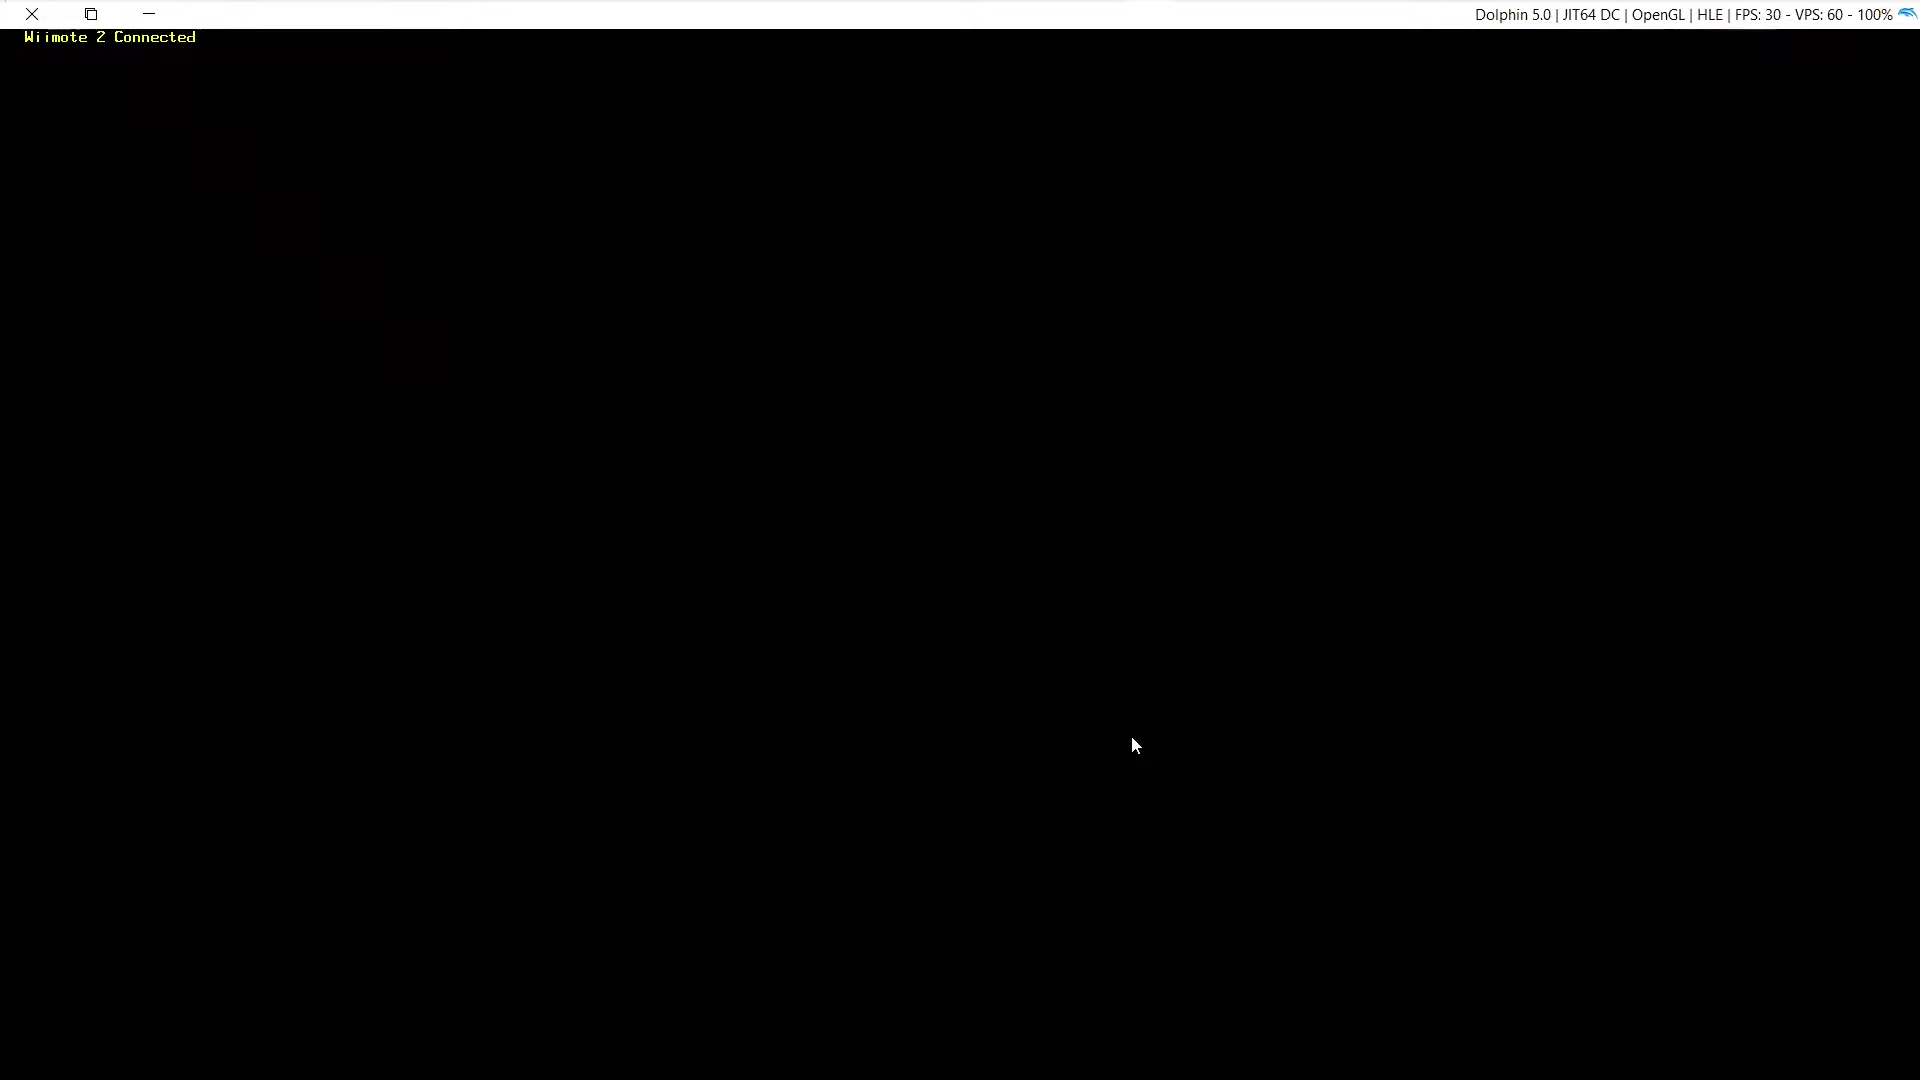 Dolphin 5.0 | JIT64 DC | OpenGL | HLE | FPS: 30 - VPS: 60 - 100%
Wiimote 2 Connected